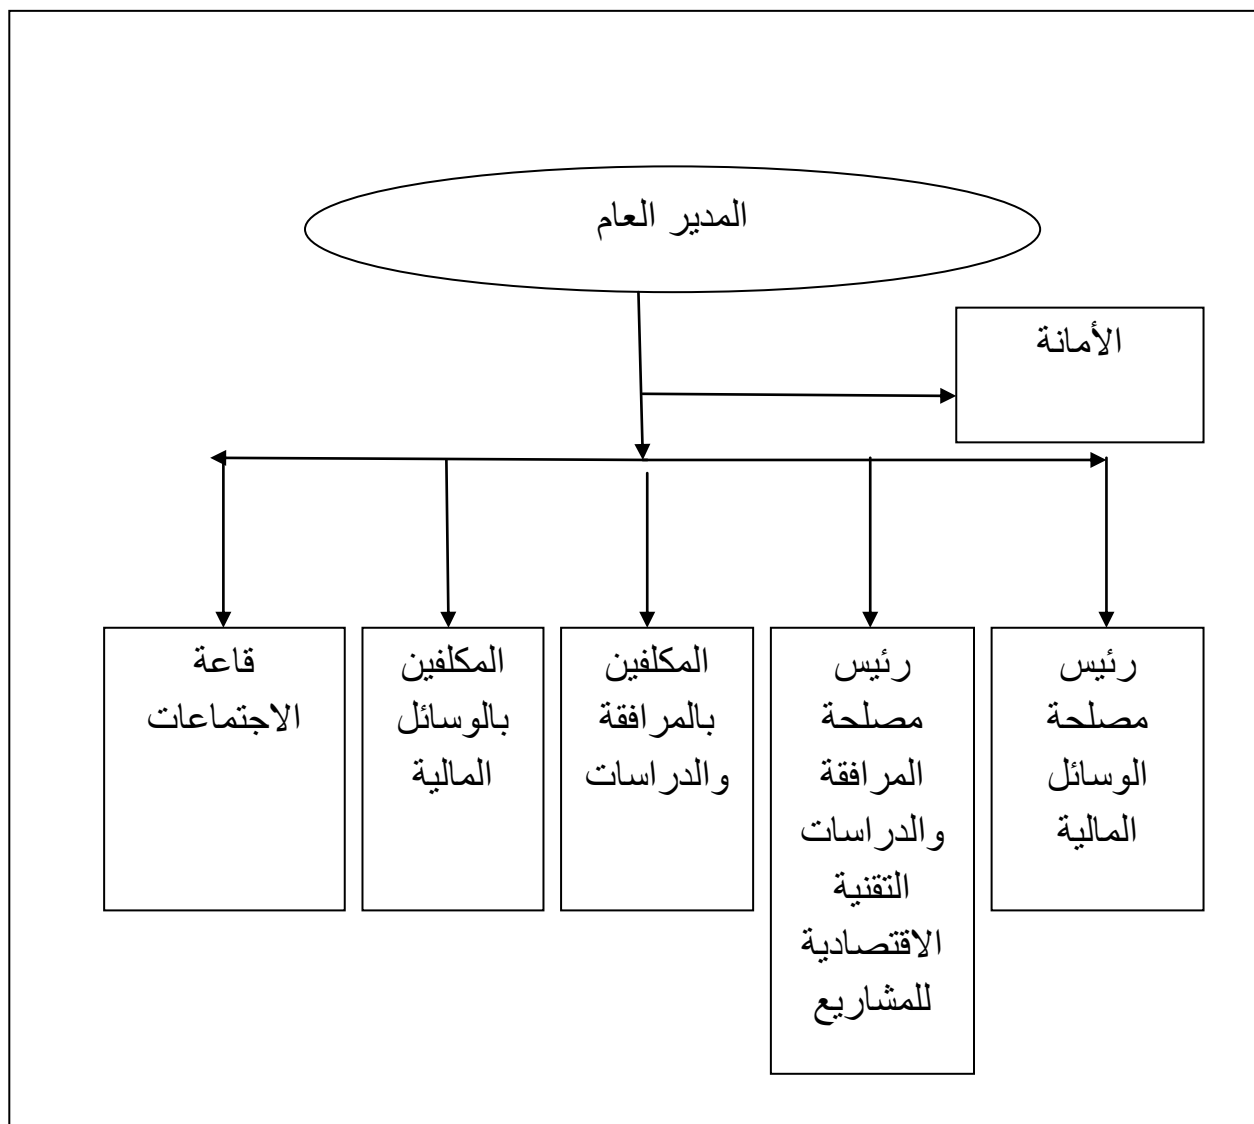 المدير العام
الأمانة
رئيس
مصلحة
الوسائل
المالية
رئيس
مصلحة
المرافقة
والدراسات
التقنية
الاقتصادية
للمشاريع
المكلفين
بالمرافقة
والدراسات
المكلفين
بالوسائل
المالية
قاعة
الاجتماعات